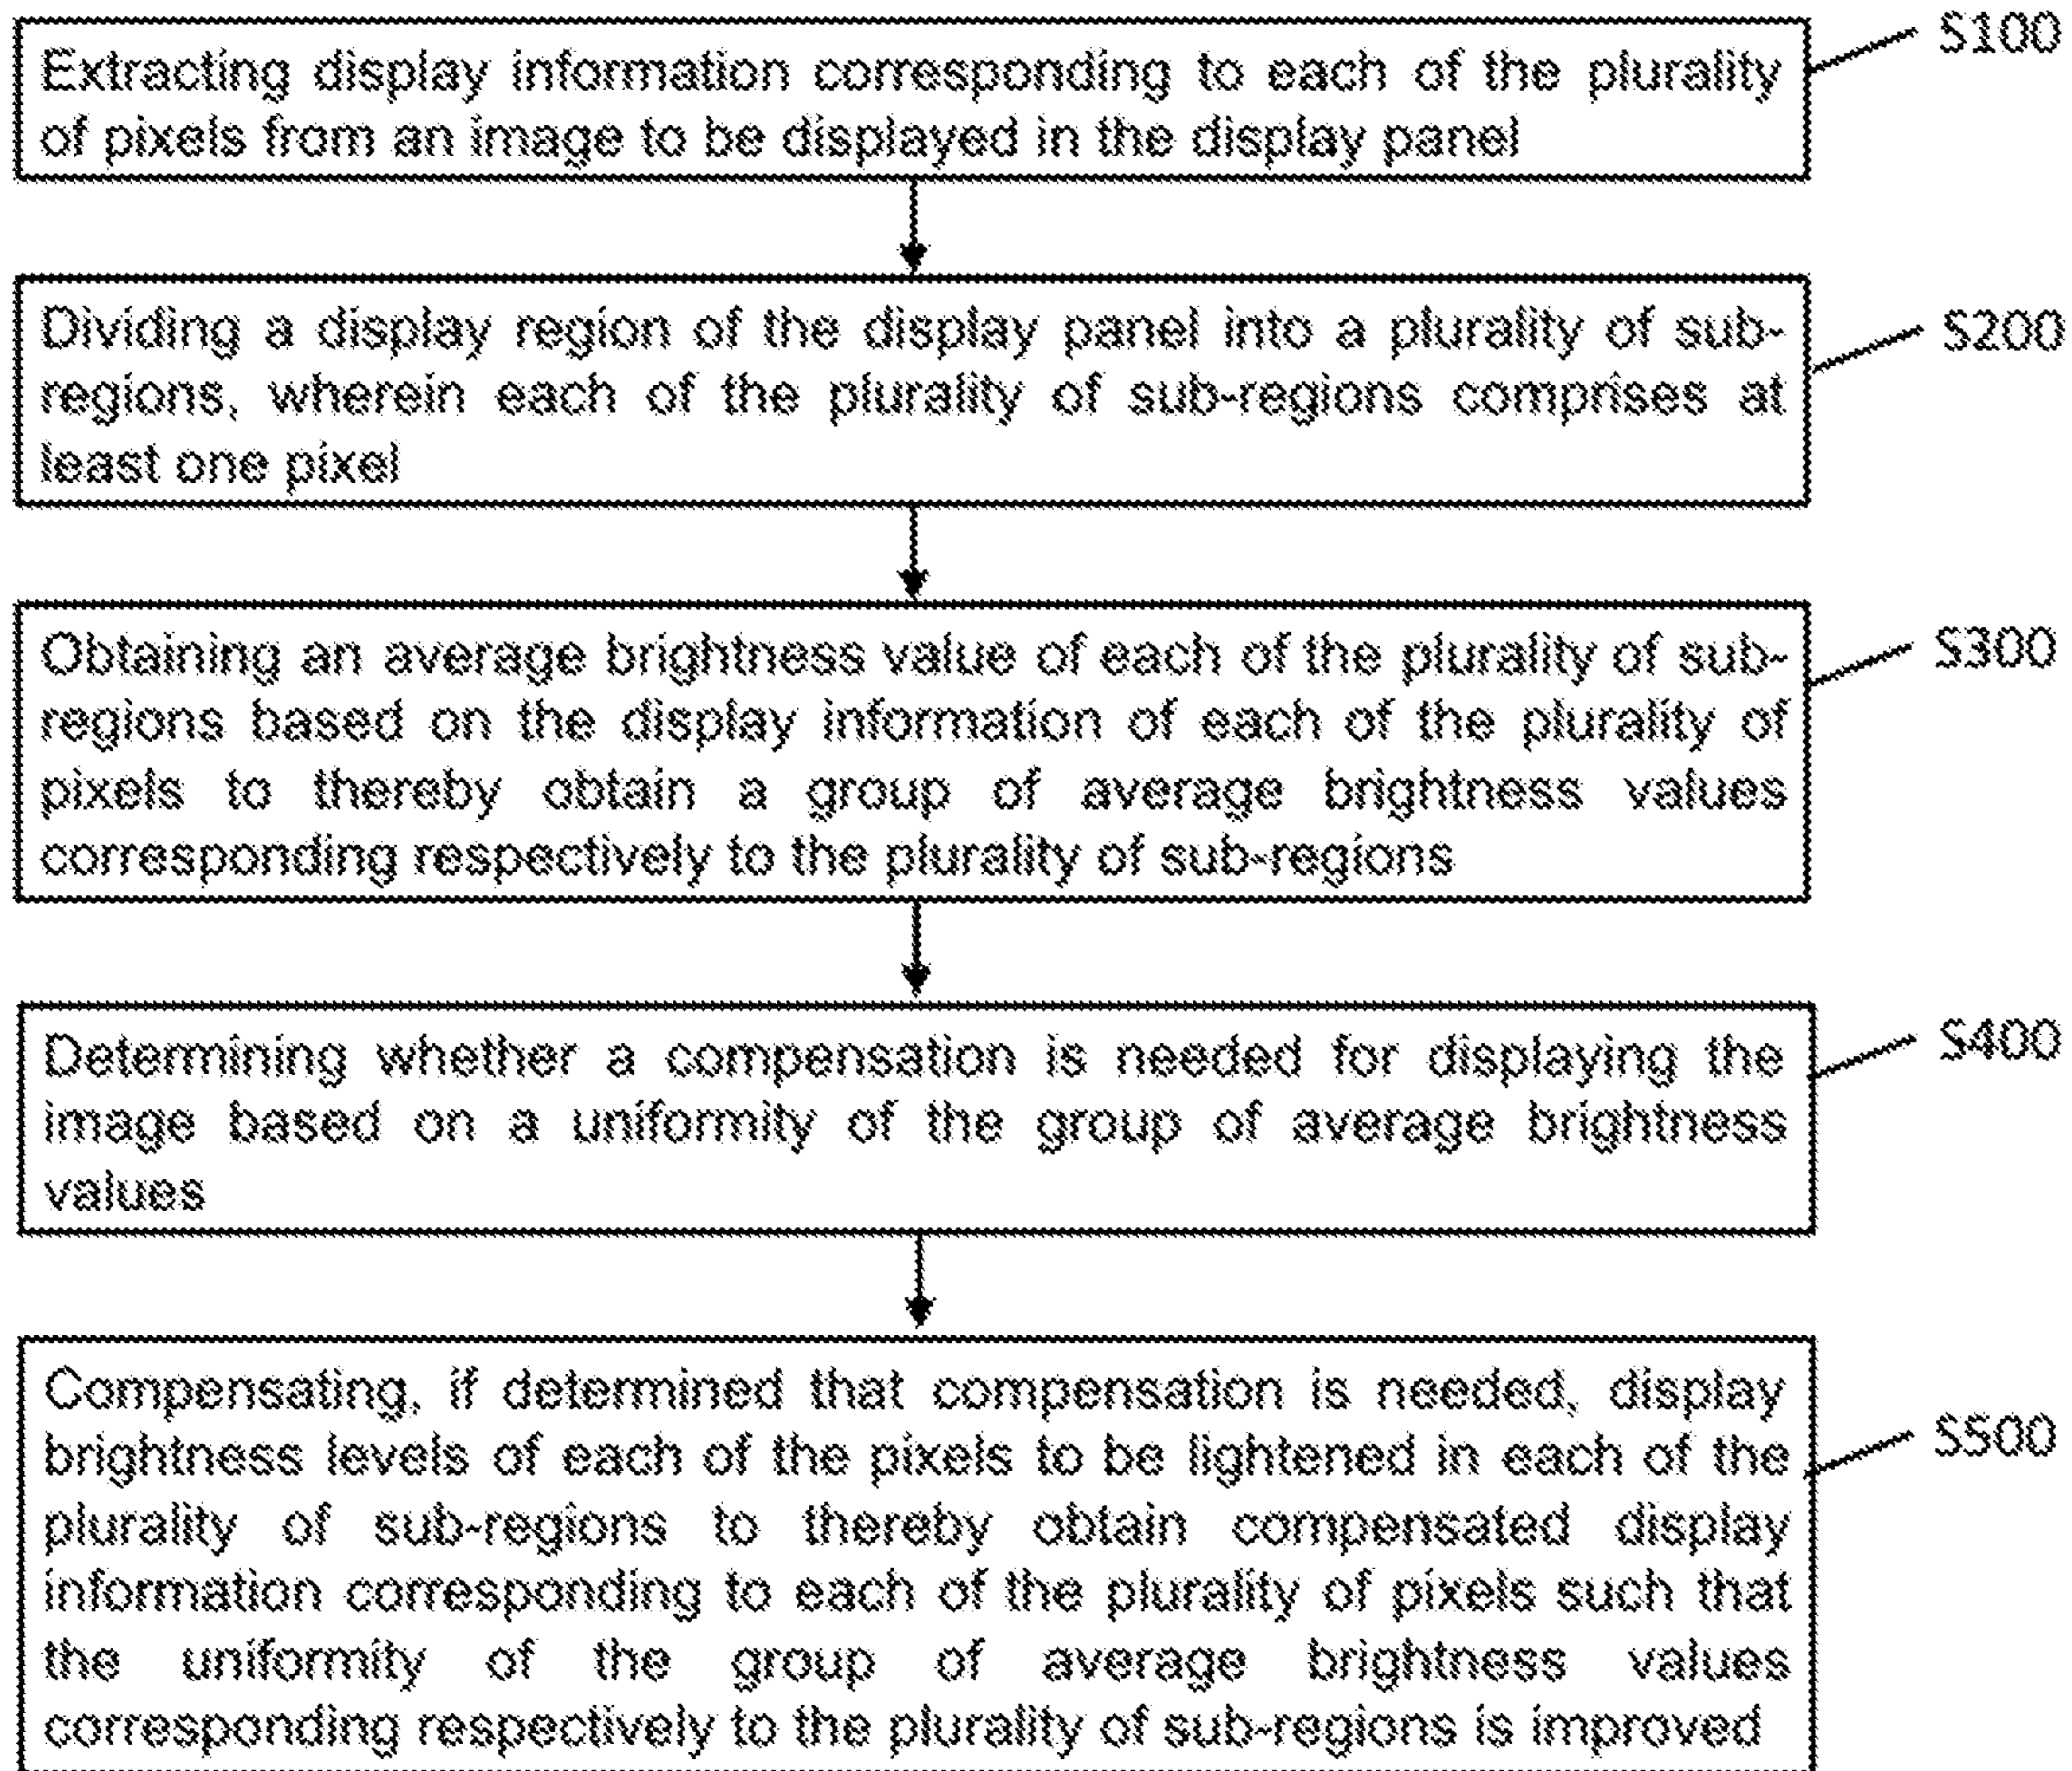 S100
Extracting display information corresponding to each of the plurality
of pixels from an image to be displayed in the display panel
S200
Dividing a display region of the display panel into a plurality of sub-
regions, wherein each of the plurality of sub-regions comprises at
least one pixel
S300
Obtaining an average brightness value of each of the plurality of sub-
regions based on the display information of each of the plurality of
pixels to thereby obtain a group of average brightness values
corresponding respectively to the plurality of sub-regions
S400
Determining whether a compensation is needed for displaying the
image based on a uniformity of the group of average brightness
values
S500
Compensating, if determined that compensation is needed, display
brightness levels of each of the pixels to be lightened in each of the
plurality of sub-regions to thereby obtain compensated display
information corresponding to each of the plurality of pixels such that
the uniformity of the group of average brightness values
corresponding respectively to the plurality of sub-regions is improved